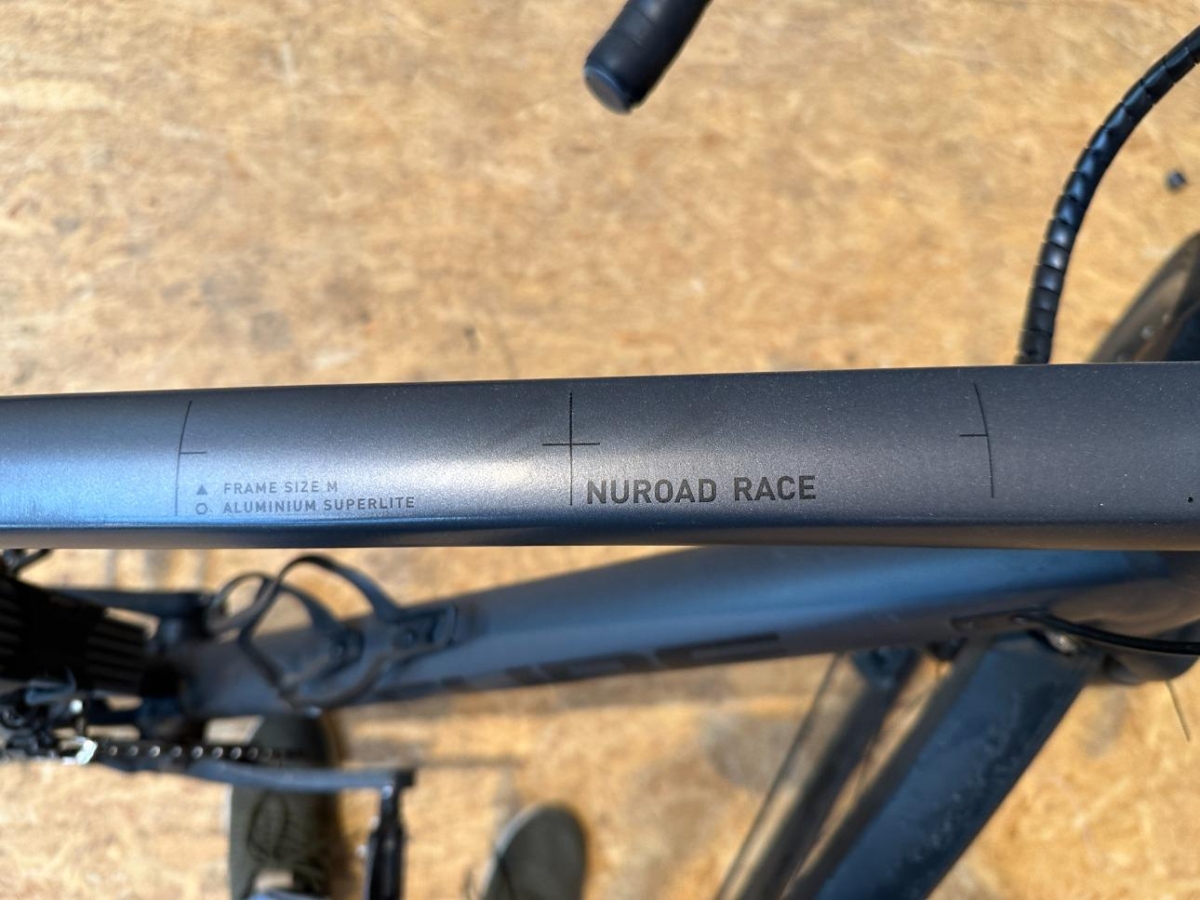 FRAME SIZE M
ALUMINIUM SUPERLITE
NUROAD RACE